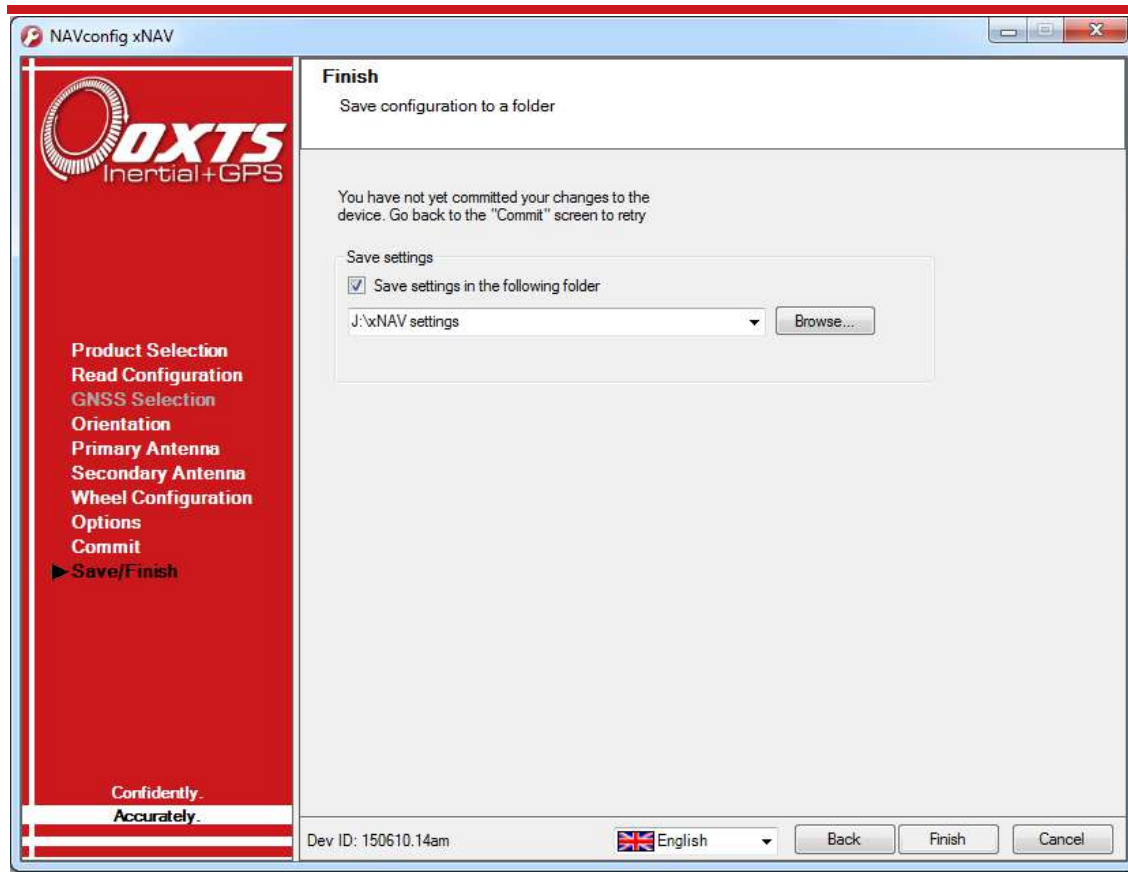 NAVconfig xNAV
OXTS
Inertial+GPS
Product Selection
Read Configuration
GNSS Selection
Orientation
Primary Antenna
Secondary Antenna
Wheel Configuration
Options
Commit
Save/Finish
Confidently.
Accurately.
Finish
Save configuration to a folder
You have not yet committed your changes to the
device. Go back to the "Commit" screen to retry
Save settings
Save settings in the following folder
J:\xNAV settings
Browse...
Dev ID: 150610.14am
English
Back
Finish
Cancel